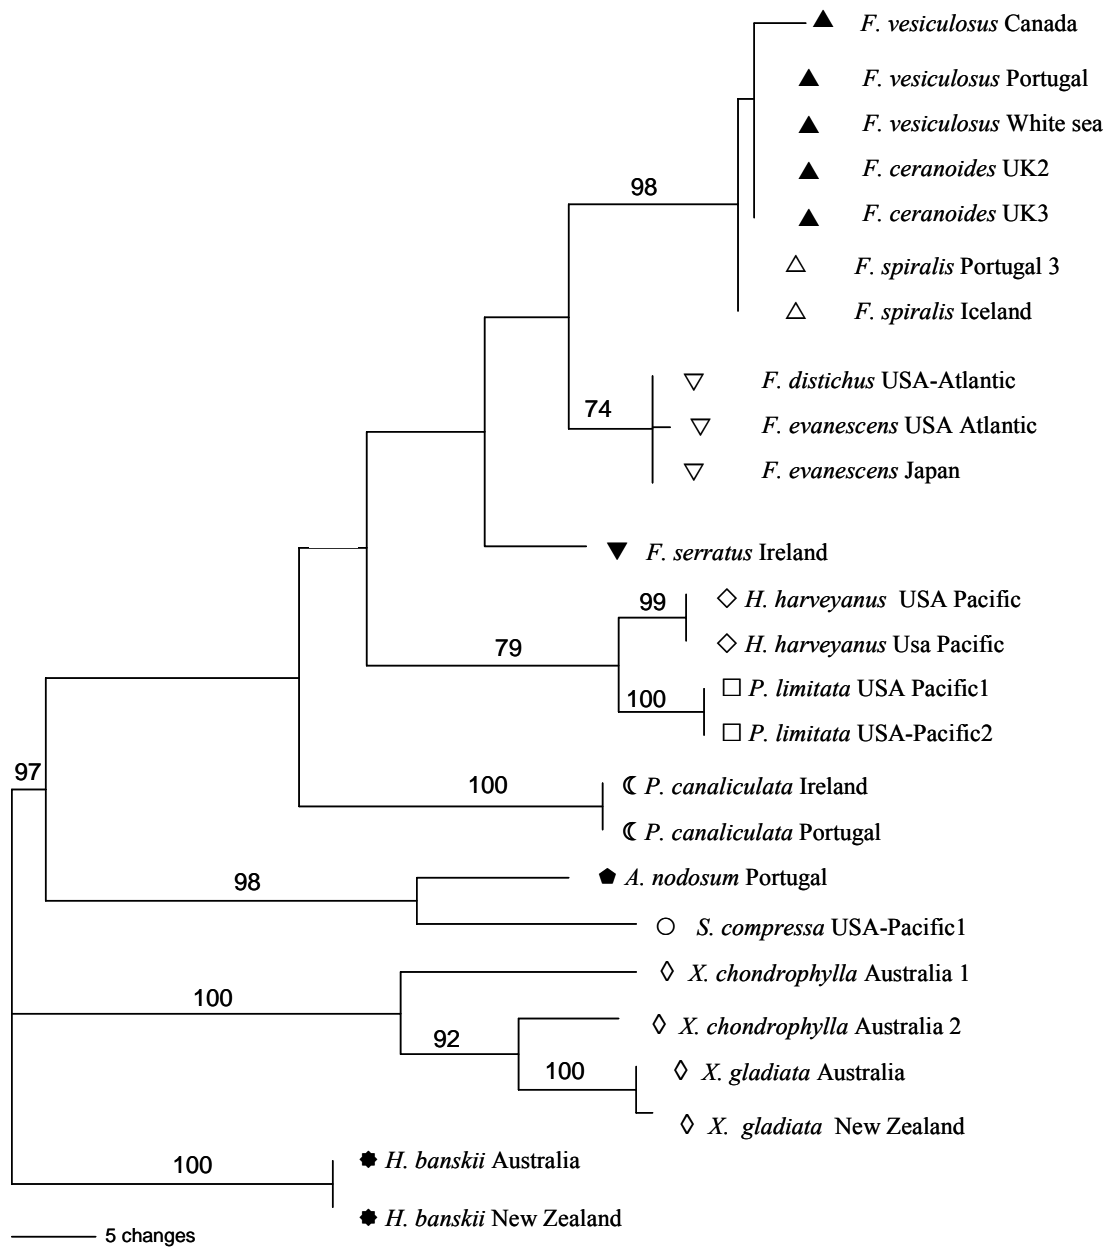 F. vesiculosus Canada
F. vesiculosus Portugal
F. vesiculosus White sea
F. ceranoides UK2
98
F. ceranoides UK3
F. spiralis Portugal 3
F. spiralis Iceland
F. distichus USA-Atlantic
74
F. evanescens USA Atlantic
F. evanescens Japan
F. serratus Ireland
99
H. harveyanus USA Pacific
H. harveyanus Usa Pacific
79
P. limitata USA Pacific1
100
P. limitata USA-Pacific2
97
100
P. canaliculata Ireland
P. canaliculata Portugal
98
A. nodosum Portugal
S. compressa USA-Pacific1
X. chondrophylla Australia 1
100
X. chondrophylla Australia 2
92
100
X. gladiata Australia
X. gladiata New Zealand
100
H. banskii Australia
H. banskii New Zealand
5 changes